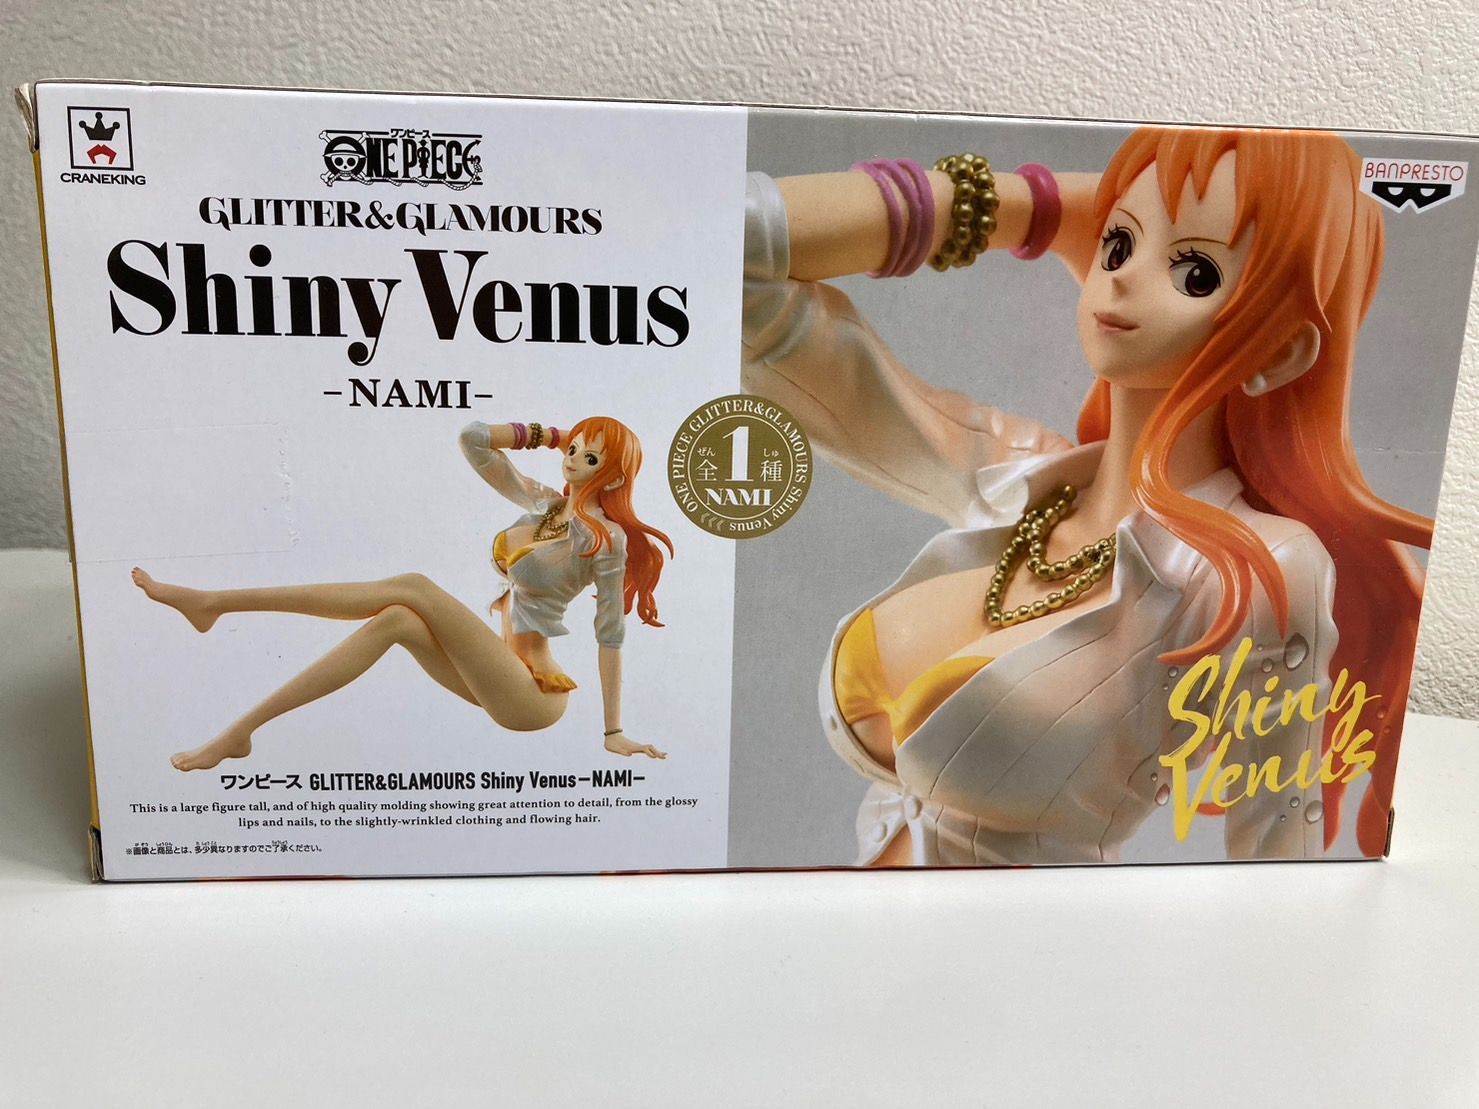 CRANEKING
ワンピース
ONE PIECE
GLITTER&GLAMOURS
Shiny Venus
-NAMI-
ONE PIECE GLITTER&GLAMOURS Shiny Venus
ぜん しゅ
全1種
NAMI
BANPRESTO
Shiny
Venus
ワンピース GLITTER&GLAMOURS Shiny Venus-NAMI-
This is a large figure tall, and of high quality molding showing great attention to detail, from the glossy
lips and nails, to the slightly-wrinkled clothing and flowing hair.
※画像と商品とは、多少異なりますのでご了承ください。